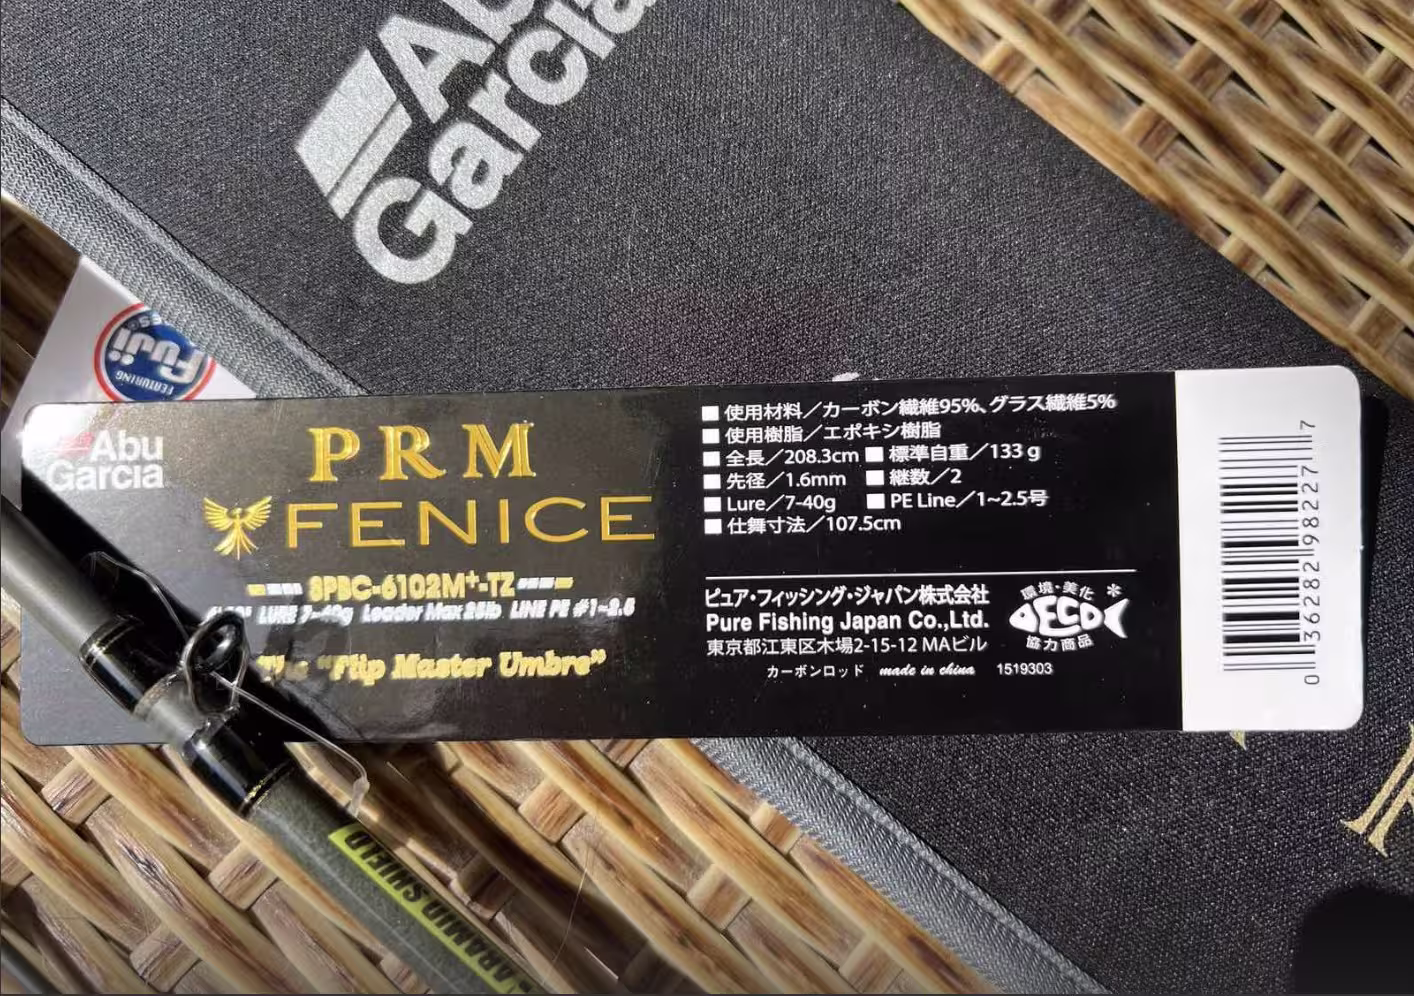 Abu
Garcia
Fuji
FEATURING
Abu
Garcia
PRM
FENICE
SPBC-6102M+-TZ
LURE 7-40g Leader Max 25lb LINE PE #1-2.5
"Flip Master Umbre"
■ 使用材料／カーボン繊維95%、グラス繊維5%
■ 使用樹脂／エポキシ樹脂
■ 全長／208.3cm ■ 標準自重／133 g
■ 先径／1.6mm ■ 継数／2
■ Lure／7-40g ■ PE Line／1~2.5号
■ 仕舞寸法／107.5cm
ピュア・フィッシング・ジャパン株式会社
Pure Fishing Japan Co.,Ltd.
東京都江東区木場2-15-12 MAビル
カーボンロッド made in china 1519303
環境・美化
ECO
協力商品
0 36282 98227 7
ARAMID SHIELD